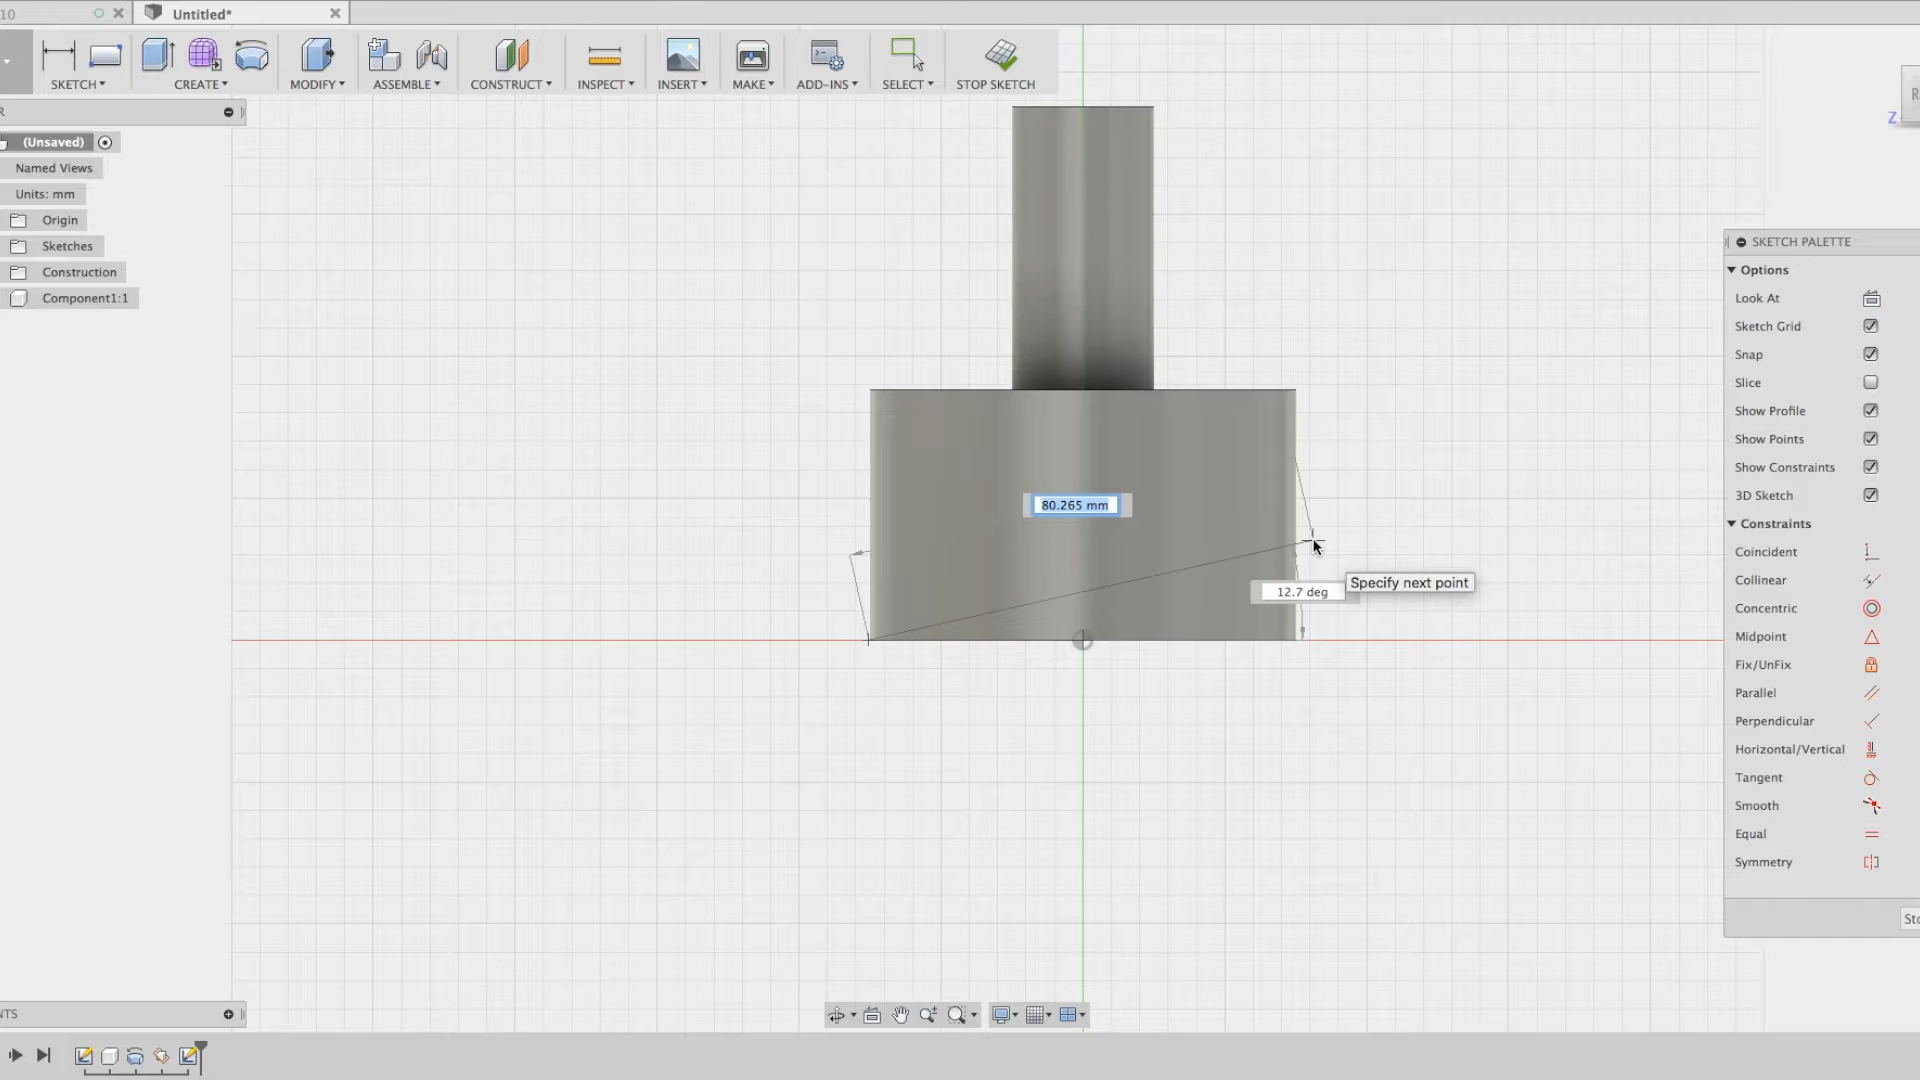 10
Untitled*
SKETCH
CREATE
MODIFY
ASSEMBLE
CONSTRUCT
INSPECT
INSERT
MAKE
ADD-INS
SELECT
STOP SKETCH
R
(Unsaved)
Named Views
Units: mm
Origin
Sketches
Construction
Component1:1
R
Z
80.265 mm
12.7 deg
Specify next point
SKETCH PALETTE
Options
Look At
Sketch Grid
Snap
Slice
Show Profile
Show Points
Show Constraints
3D Sketch
Constraints
Coincident
Collinear
Concentric
Midpoint
Fix/UnFix
Parallel
Perpendicular
Horizontal/Vertical
Tangent
Smooth
Equal
Symmetry
Sto
NTS